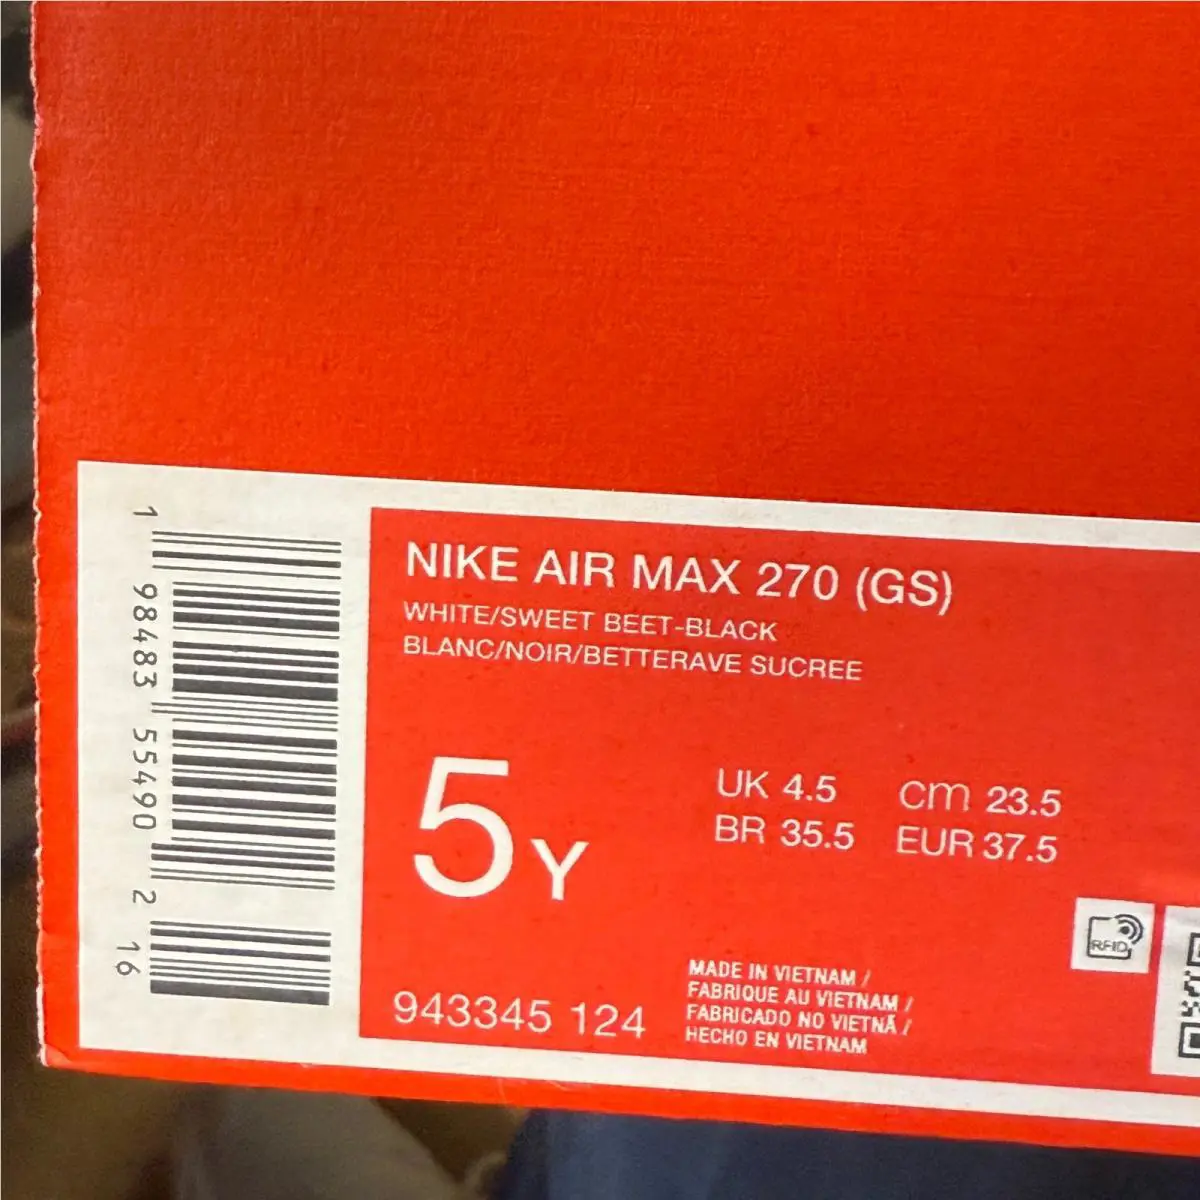 NIKE AIR MAX 270 (GS)
WHITE/SWEET BEET-BLACK
BLANC/NOIR/BETTERAVE SUCREE
5Y
UK 4.5 cm 23.5
BR 35.5 EUR 37.5
RFID
943345 124
MADE IN VIETNAM /
FABRIQUE AU VIETNAM /
FABRICADO NO VIETNÃ /
HECHO EN VIETNAM
1 98483 55490 2 16